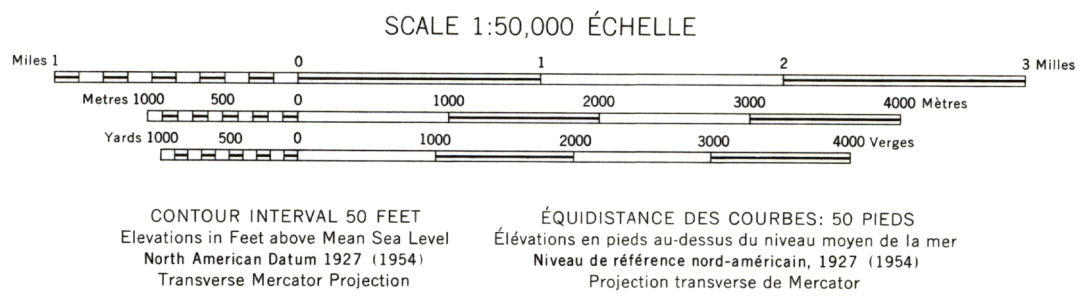 SCALE 1:50,000 ÉCHELLE
Miles 1 0 1 2 3 Milles
Metres 1000 500 0 1000 2000 3000 4000 Mètres
Yards 1000 500 0 1000 2000 3000 4000 Verges
CONTOUR INTERVAL 50 FEET
Elevations in Feet above Mean Sea Level
North American Datum 1927 (1954)
Transverse Mercator Projection
ÉQUIDISTANCE DES COURBES: 50 PIEDS
Élévations en pieds au-dessus du niveau moyen de la mer
Niveau de référence nord-américain, 1927 (1954)
Projection transverse de Mercator